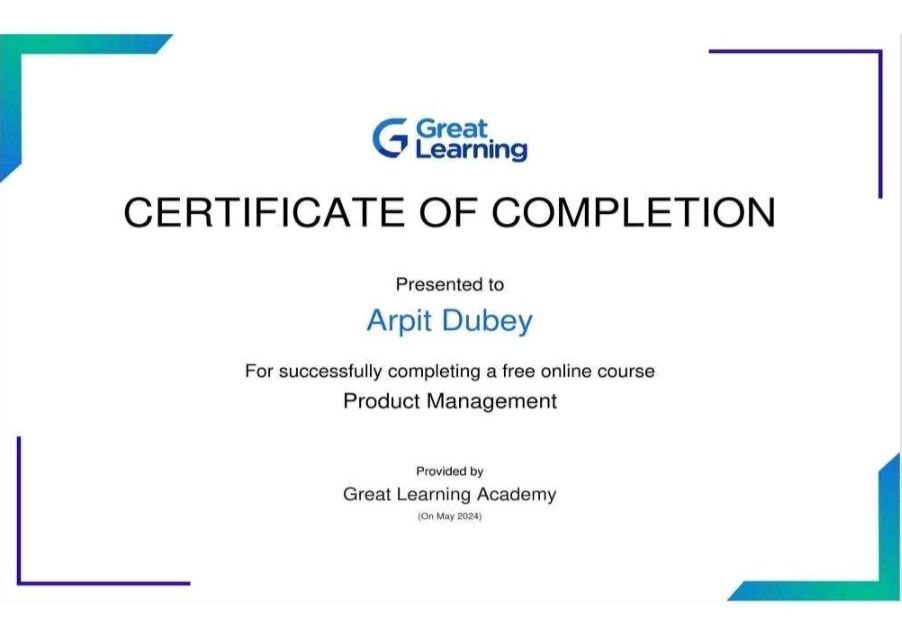 Great
Learning
CERTIFICATE OF COMPLETION
Presented to
Arpit Dubey
For successfully completing a free online course
Product Management
Provided by
Great Learning Academy
(On May 2024)